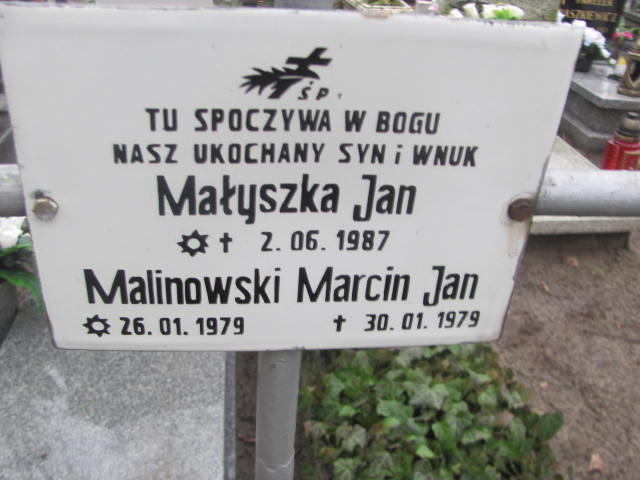 Ś.P.
TU SPOCZYWA W BOGU
NASZ UKOCHANY SYN i WNUK
Małyszka Jan
✡ † 2.06.1987
Malinowski Marcin Jan
✡ 26.01.1979 † 30.01.1979